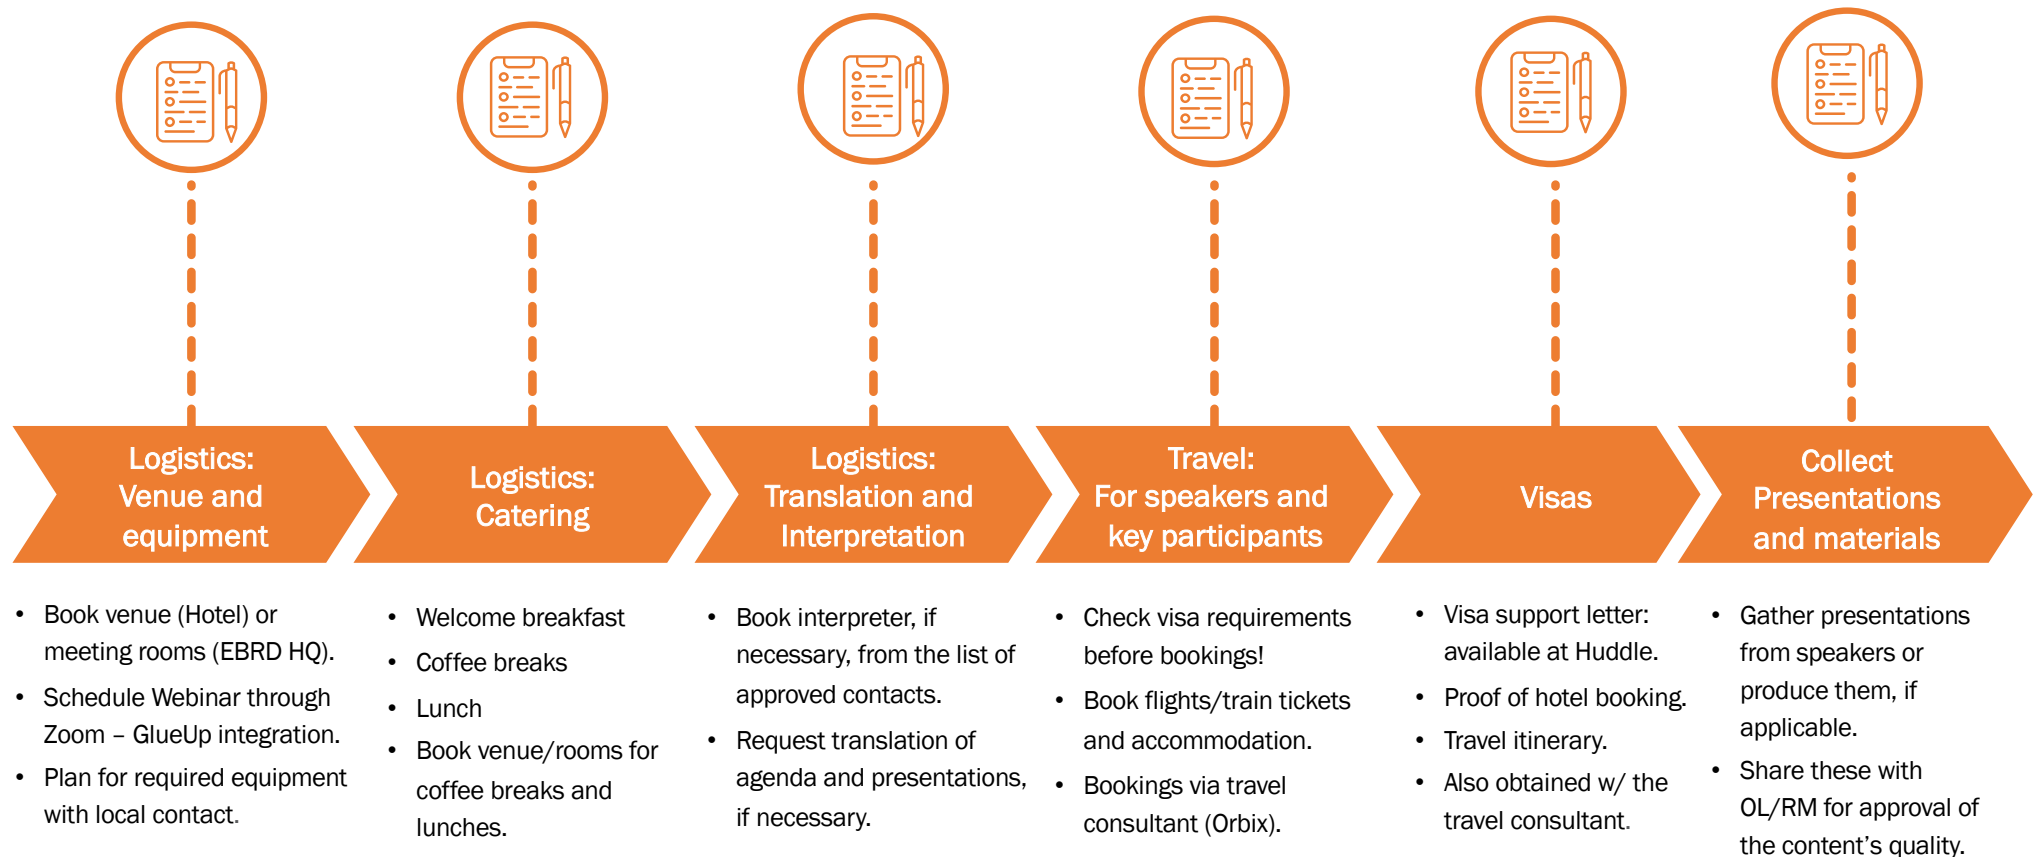 Logistics:
Venue and
equipment
• Book venue (Hotel) or
meeting rooms (EBRD HQ).
• Schedule Webinar through
Zoom – GlueUp integration.
• Plan for required equipment
with local contact.
Logistics:
Catering
• Welcome breakfast
• Coffee breaks
• Lunch
• Book venue/rooms for
coffee breaks and
lunches.
Logistics:
Translation and
Interpretation
• Book interpreter, if
necessary, from the list of
approved contacts.
• Request translation of
agenda and presentations,
if necessary.
Travel:
For speakers and
key participants
• Check visa requirements
before bookings!
• Book flights/train tickets
and accommodation.
• Bookings via travel
consultant (Orbix).
Visas
• Visa support letter:
available at Huddle.
• Proof of hotel booking.
• Travel itinerary.
• Also obtained w/ the
travel consultant.
Collect
Presentations
and materials
• Gather presentations
from speakers or
produce them, if
applicable.
• Share these with
OL/RM for approval of
the content's quality.